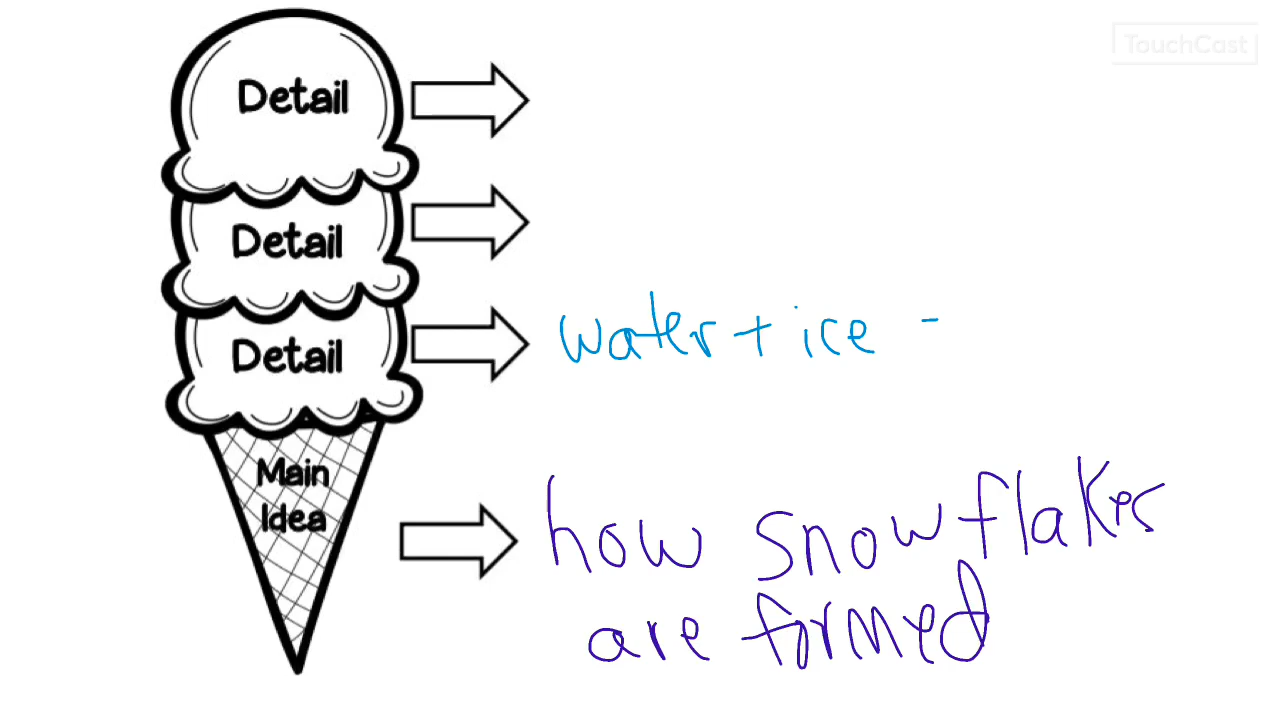 TouchCast
Detail
Detail
Detail
water + ice -
Main
Idea
how snowflakes
are formed